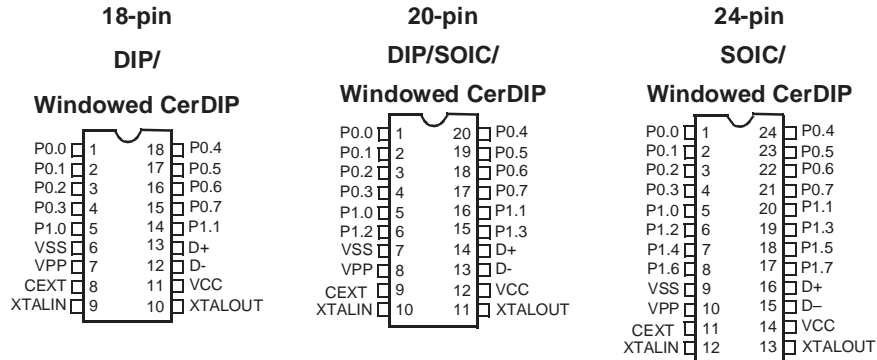 18-pin
DIP/
Windowed CerDIP
P0.0 1 18 P0.4
P0.1 2 17 P0.5
P0.2 3 16 P0.6
P0.3 4 15 P0.7
P1.0 5 14 P1.1
VSS 6 13 D+
VPP 7 12 D-
CEXT 8 11 VCC
XTALIN 9 10 XTALOUT
20-pin
DIP/SOIC/
Windowed CerDIP
P0.0 1 20 P0.4
P0.1 2 19 P0.5
P0.2 3 18 P0.6
P0.3 4 17 P0.7
P1.0 5 16 P1.1
P1.2 6 15 P1.3
VSS 7 14 D+
VPP 8 13 D-
CEXT 9 12 VCC
XTALIN 10 11 XTALOUT
24-pin
SOIC/
Windowed CerDIP
P0.0 1 24 P0.4
P0.1 2 23 P0.5
P0.2 3 22 P0.6
P0.3 4 21 P0.7
P1.0 5 20 P1.1
P1.2 6 19 P1.3
P1.4 7 18 P1.5
P1.6 8 17 P1.7
VSS 9 16 D+
VPP 10 15 D–
CEXT 11 14 VCC
XTALIN 12 13 XTALOUT